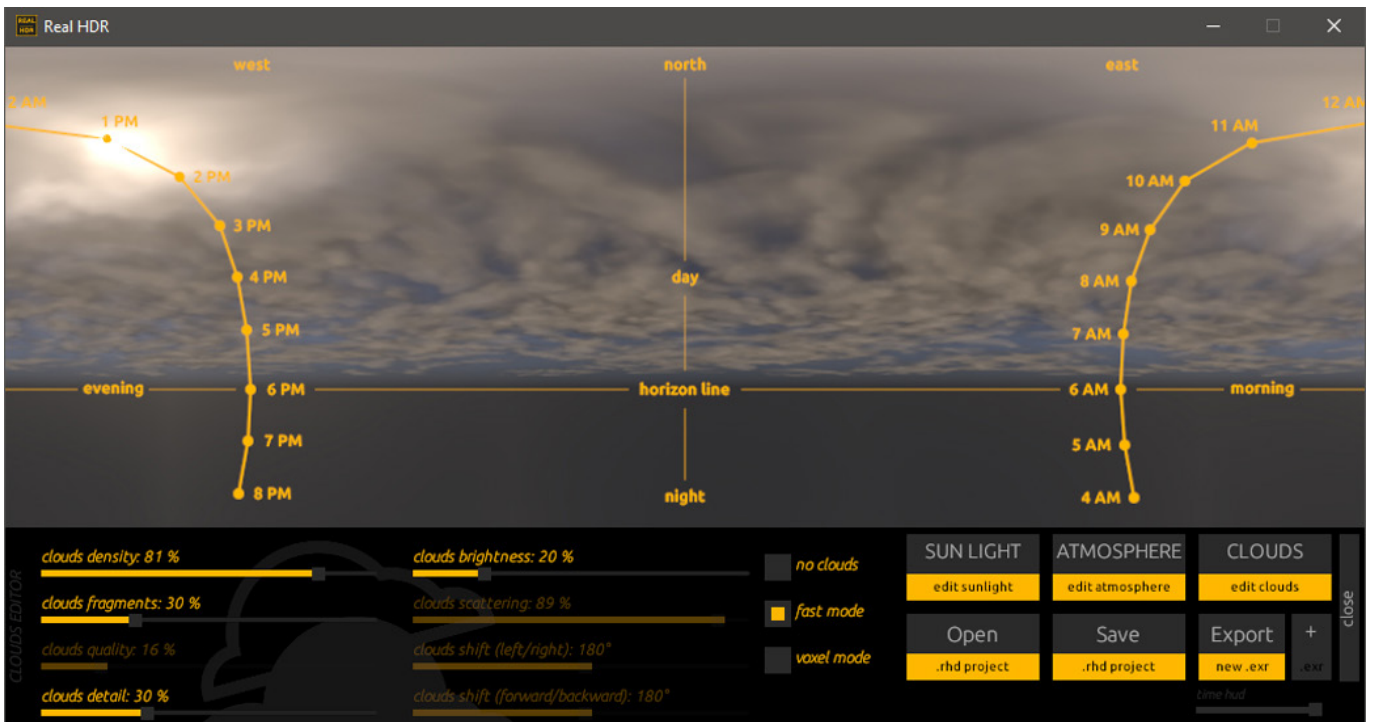 REAL HDR
Real HDR
west
north
east
2 AM
12 AM
1 PM
11 AM
2 PM
10 AM
3 PM
9 AM
4 PM
day
8 AM
5 PM
7 AM
evening
6 PM
horizon line
6 AM
morning
7 PM
5 AM
8 PM
night
4 AM
CLOUDS EDITOR
clouds density: 81 %
clouds fragments: 30 %
clouds quality: 16 %
clouds detail: 30 %
clouds brightness: 20 %
clouds scattering: 89 %
clouds shift (left/right): 180°
clouds shift (forward/backward): 180°
no clouds
fast mode
voxel mode
SUN LIGHT
edit sunlight
ATMOSPHERE
edit atmosphere
CLOUDS
edit clouds
Open
.rhd project
Save
.rhd project
Export
new .exr
+
.exr
time hud
close